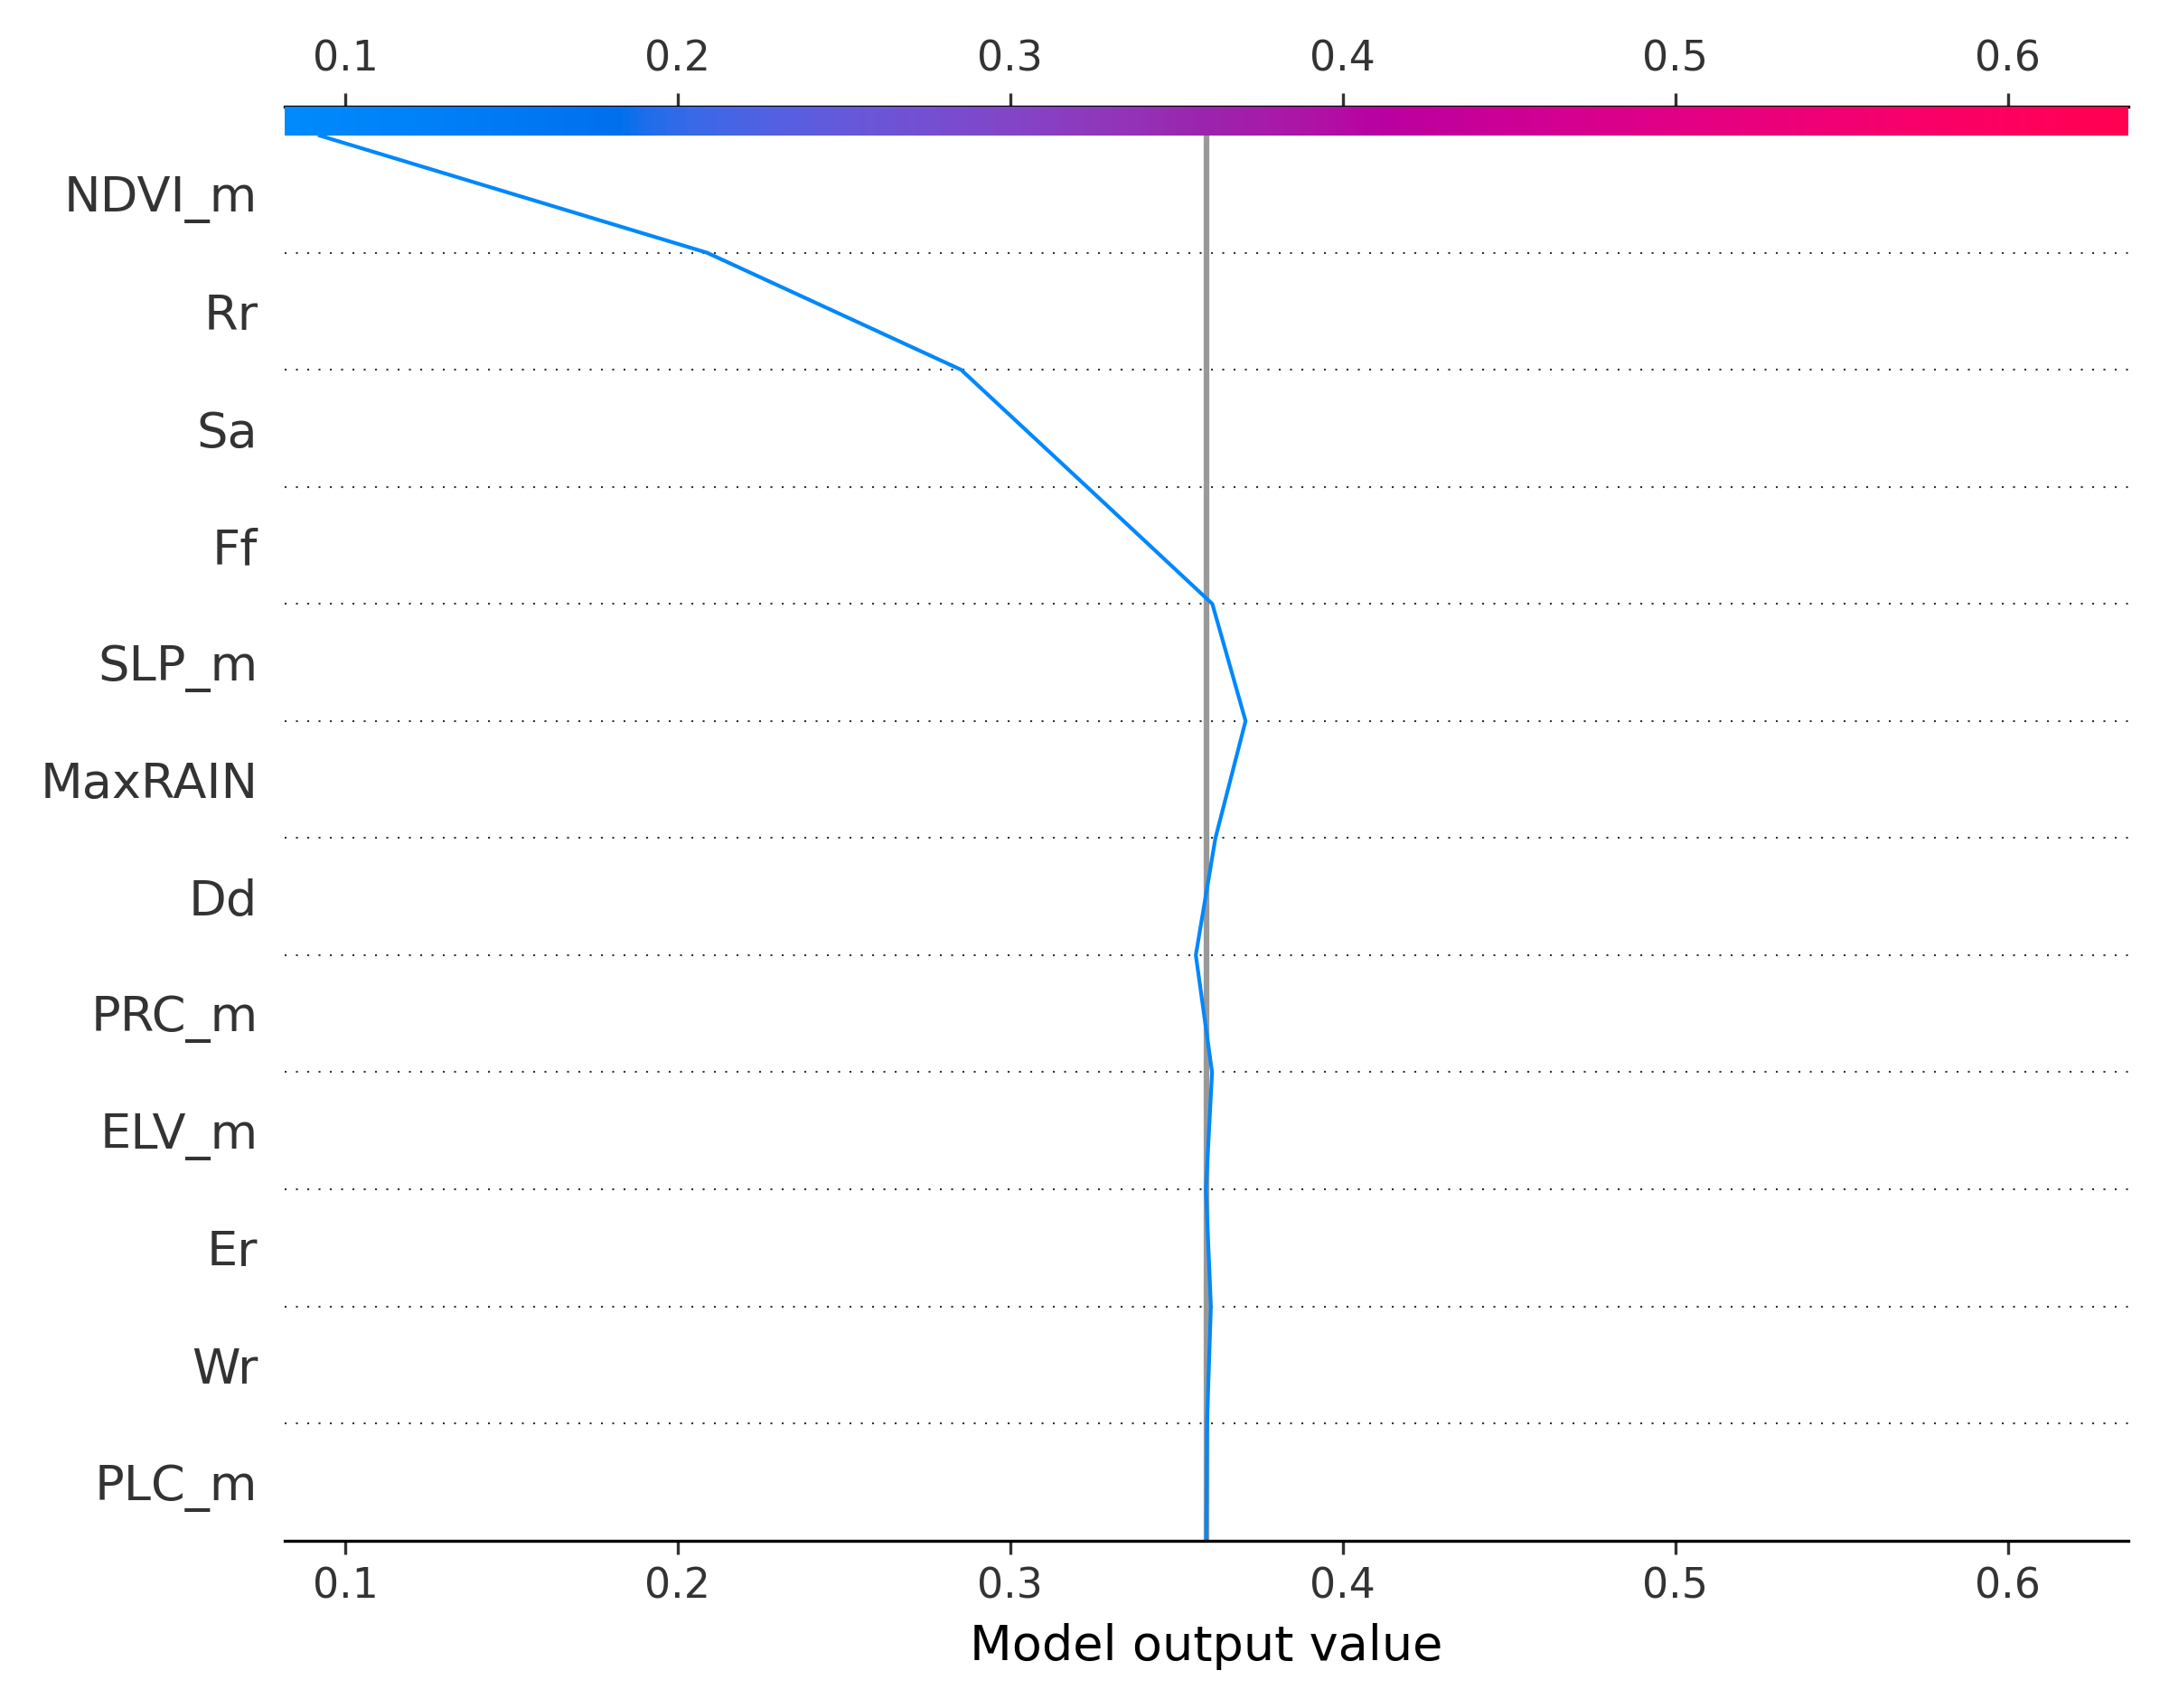 0.1 0.2 0.3 0.4 0.5 0.6
NDVI_m
Rr
Sa
Ff
SLP_m
MaxRAIN
Dd
PRC_m
ELV_m
Er
Wr
PLC_m
0.1 0.2 0.3 0.4 0.5 0.6
Model output value